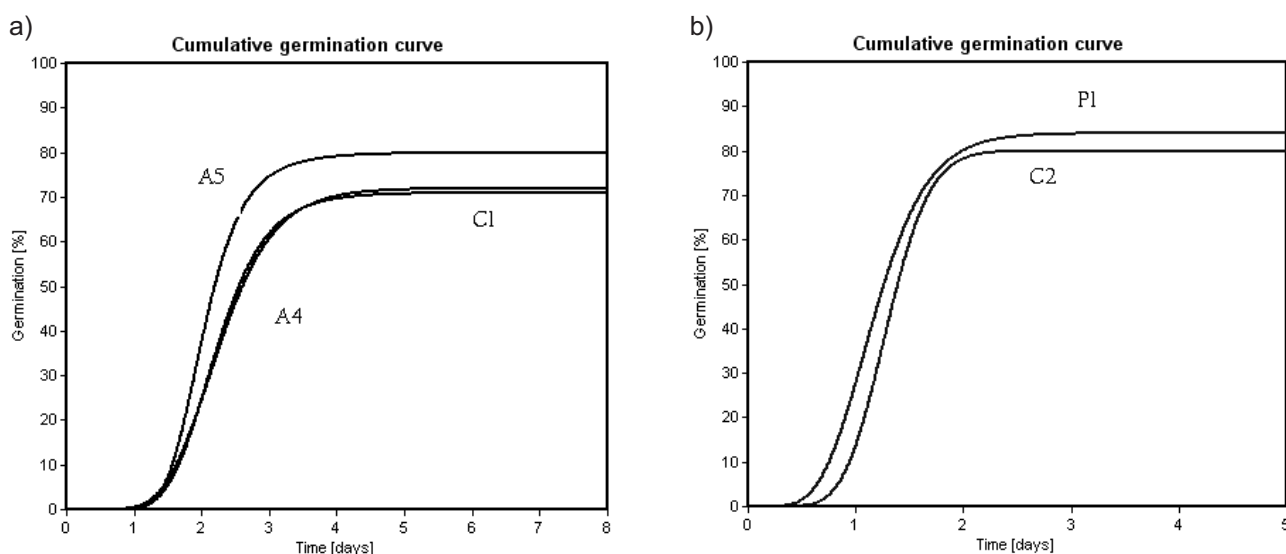 a)
Cumulative germination curve
100
90
80
70
60
50
40
30
20
10
0
Germination [%]
A5
C1
A4
0 1 2 3 4 5 6 7 8
Time [days]
b)
Cumulative germination curve
100
90
80
70
60
50
40
30
20
10
0
Germination [%]
P1
C2
0 1 2 3 4 5
Time [days]